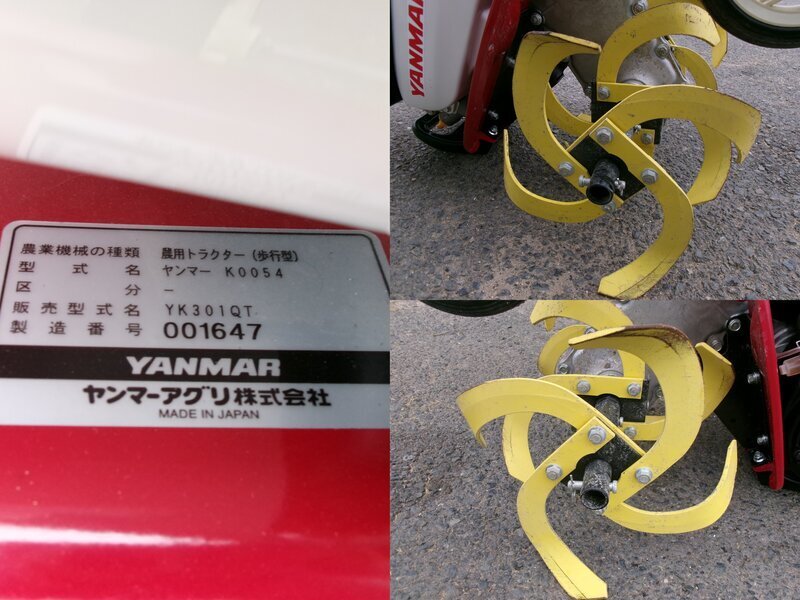 農業機械の種類 農用トラクター(歩行型)
型式名 ヤンマー K0054
区分 −
販売型式名 YK301QT
製造番号 001647
YANMAR
ヤンマーアグリ株式会社
MADE IN JAPAN
YANMAR